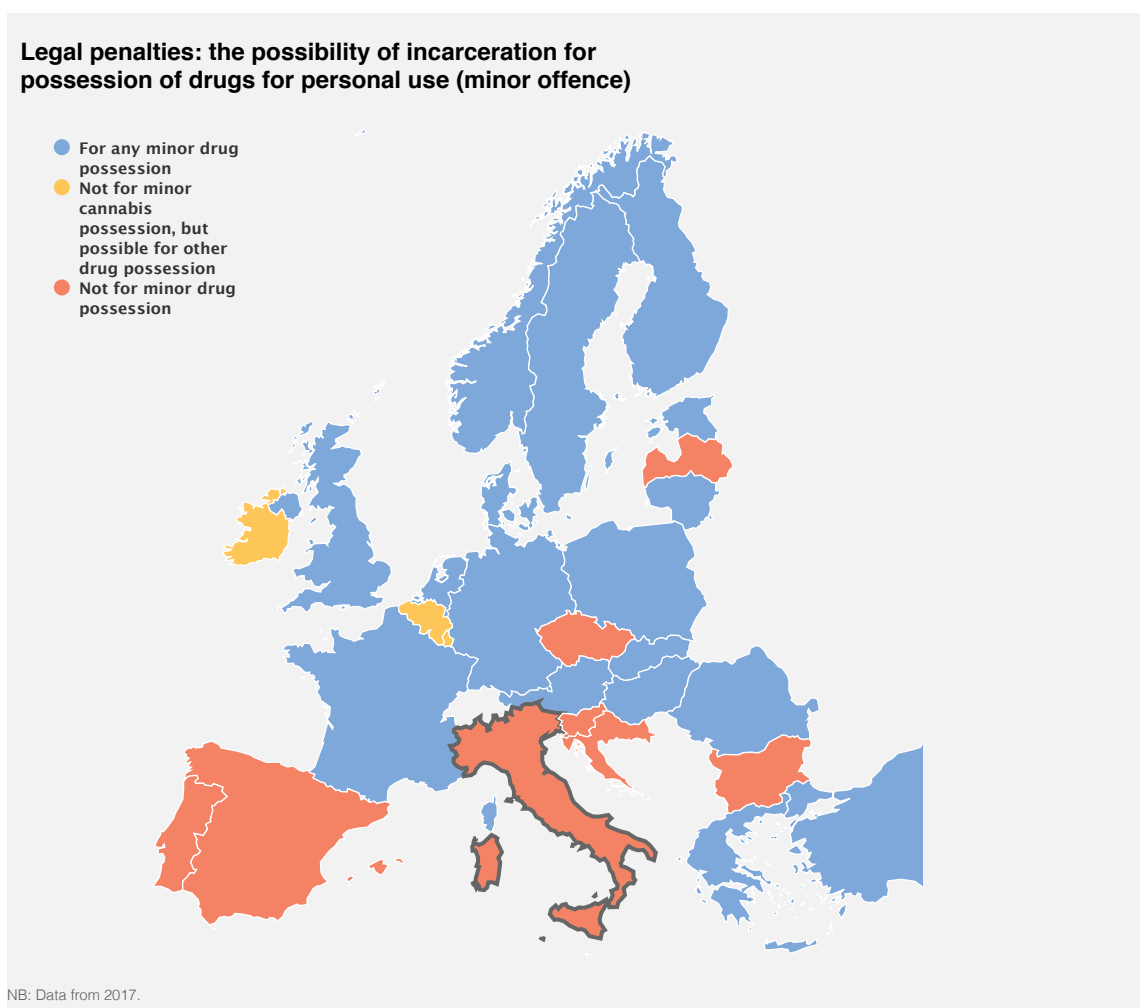 Legal penalties: the possibility of incarceration for
possession of drugs for personal use (minor offence)
For any minor drug
possession
Not for minor
cannabis
possession, but
possible for other
drug possession
Not for minor drug
possession
NB: Data from 2017.